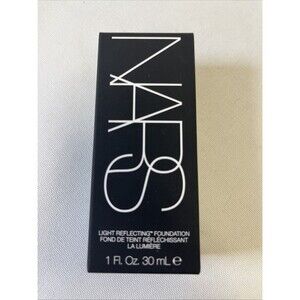 NARS
LIGHT REFLECTING™ FOUNDATION
FOND DE TEINT RÉFLÉCHISSANT
LA LUMIÈRE
1 Fl. Oz. 30 mL ℮